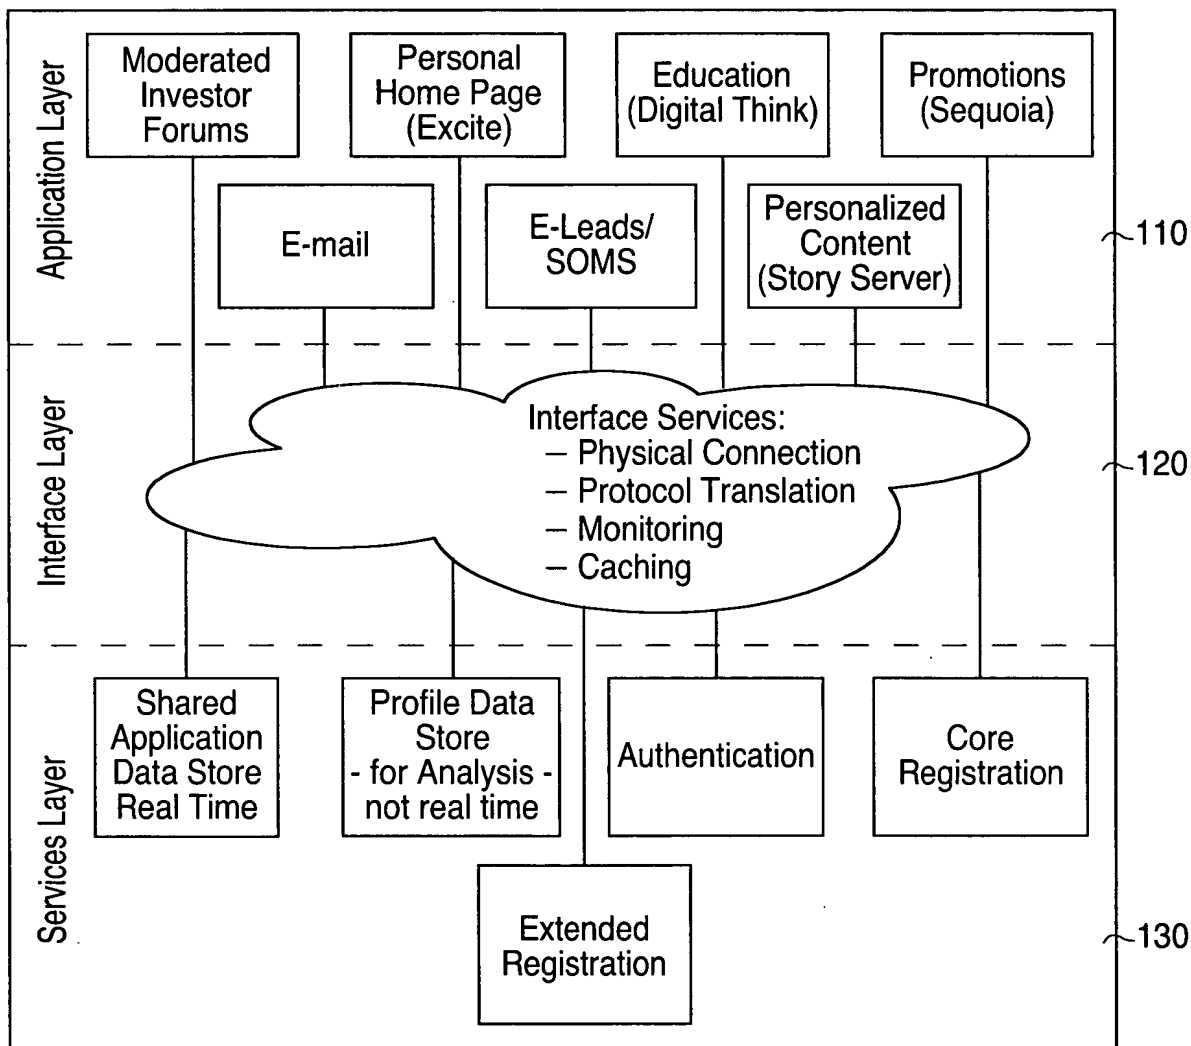 Application Layer
Moderated
Investor
Forums
Personal
Home Page
(Excite)
Education
(Digital Think)
Promotions
(Sequoia)
E-mail
E-Leads/
SOMS
Personalized
Content
(Story Server)
110
Interface Layer
Interface Services:
– Physical Connection
– Protocol Translation
– Monitoring
– Caching
120
Services Layer
Shared
Application
Data Store
Real Time
Profile Data
Store
- for Analysis -
not real time
Authentication
Core
Registration
Extended
Registration
130